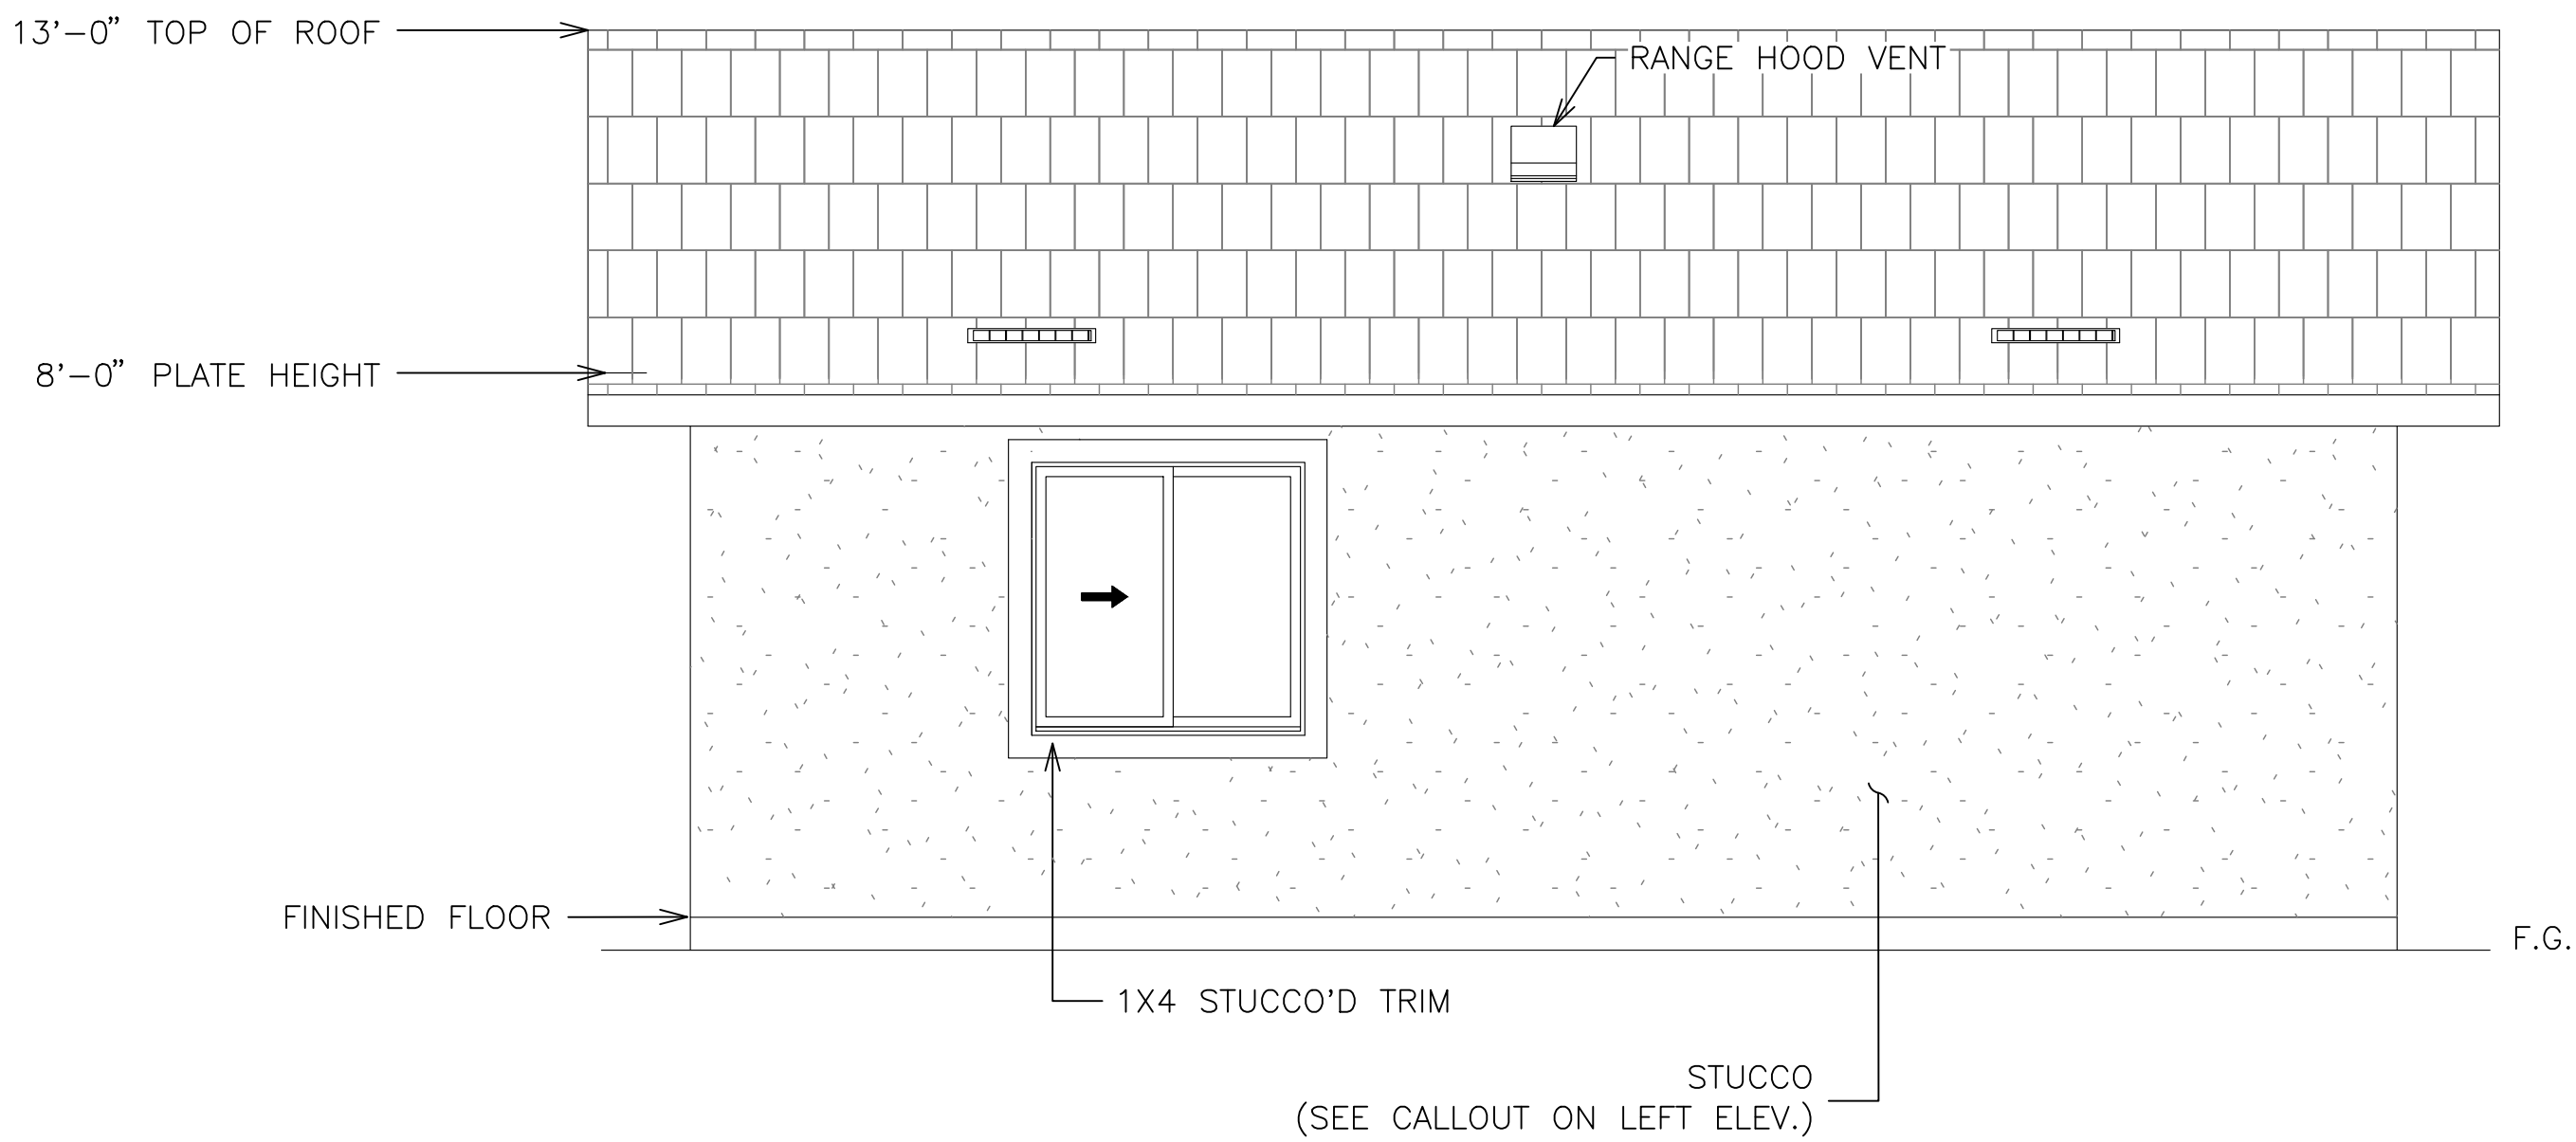 13'-0" TOP OF ROOF
RANGE HOOD VENT
8'-0" PLATE HEIGHT
FINISHED FLOOR
F.G.
1X4 STUCCO'D TRIM
STUCCO
(SEE CALLOUT ON LEFT ELEV.)